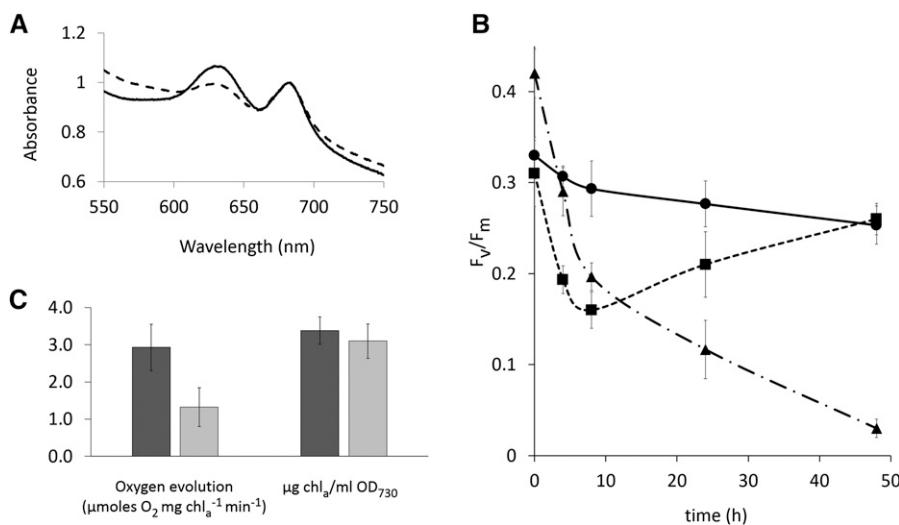 A
1.2
1
0.8
0.6
Absorbance
550 600 650 700 750
Wavelength (nm)
B
0.4
0.3
0.2
0.1
0
Fv/Fm
0 10 20 30 40 50
time (h)
C
4.0
3.0
2.0
1.0
0.0
Oxygen evolution
(µmoles O2 mg chla-1 min-1)
µg chla/ml OD730